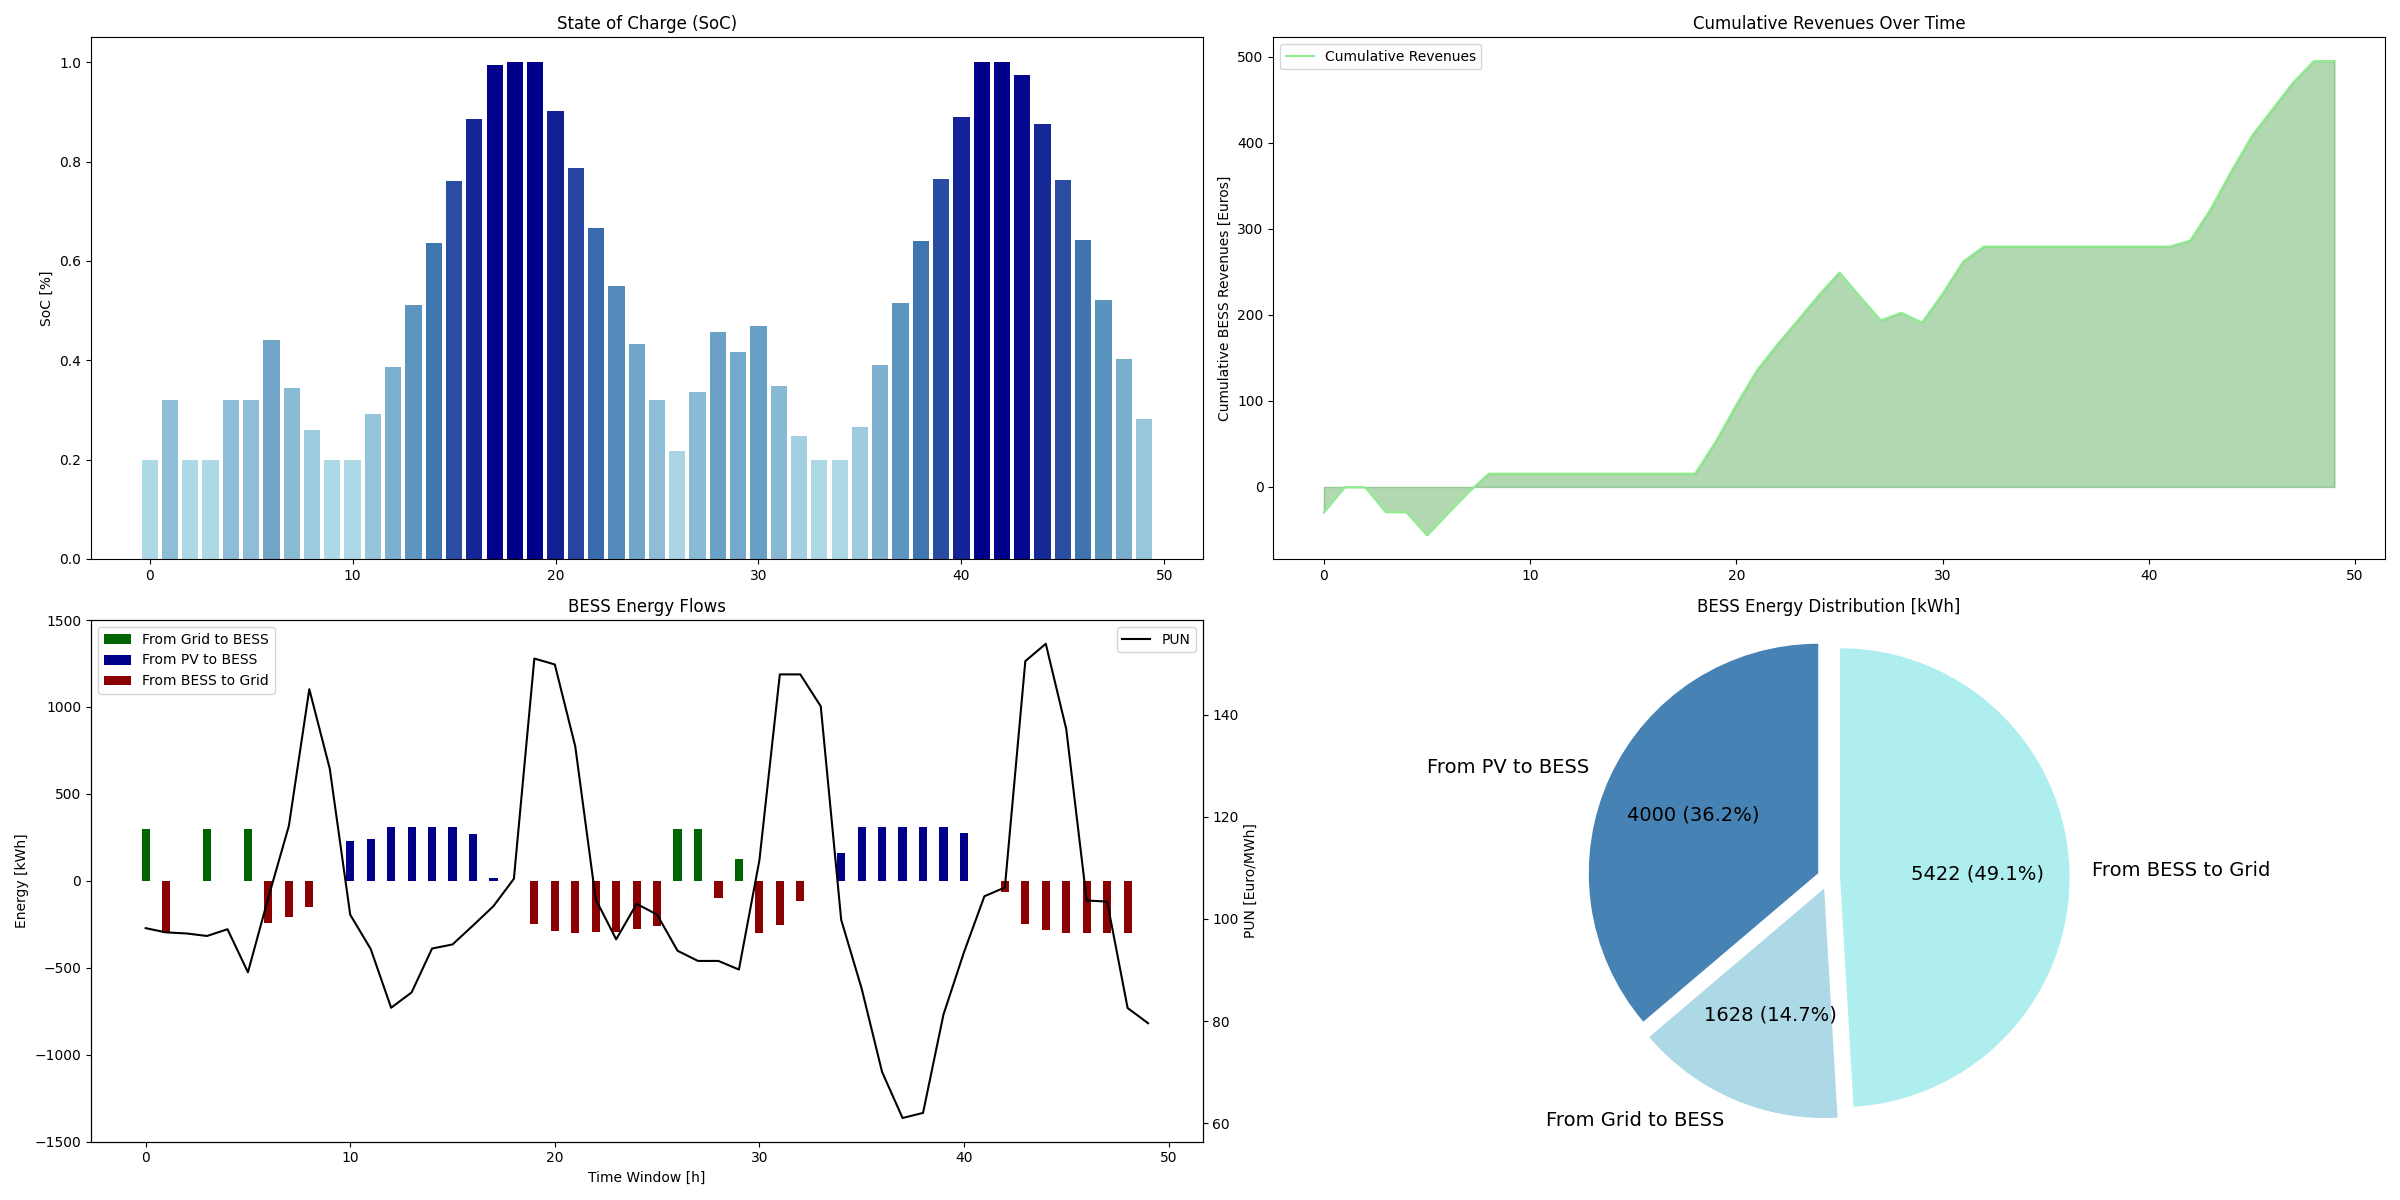 State of Charge (SoC)
SoC [%]
1.0
0.8
0.6
0.4
0.2
0.0
0 10 20 30 40 50
Cumulative Revenues Over Time
Cumulative Revenues
Cumulative BESS Revenues [Euros]
500
400
300
200
100
0
0 10 20 30 40 50
BESS Energy Flows
From Grid to BESS
From PV to BESS
From BESS to Grid
PUN
Energy [kWh]
1500
1000
500
0
−500
−1000
−1500
140
120
100
80
60
PUN [Euro/MWh]
0 10 20 30 40 50
Time Window [h]
BESS Energy Distribution [kWh]
From PV to BESS
4000 (36.2%)
5422 (49.1%)
From BESS to Grid
1628 (14.7%)
From Grid to BESS